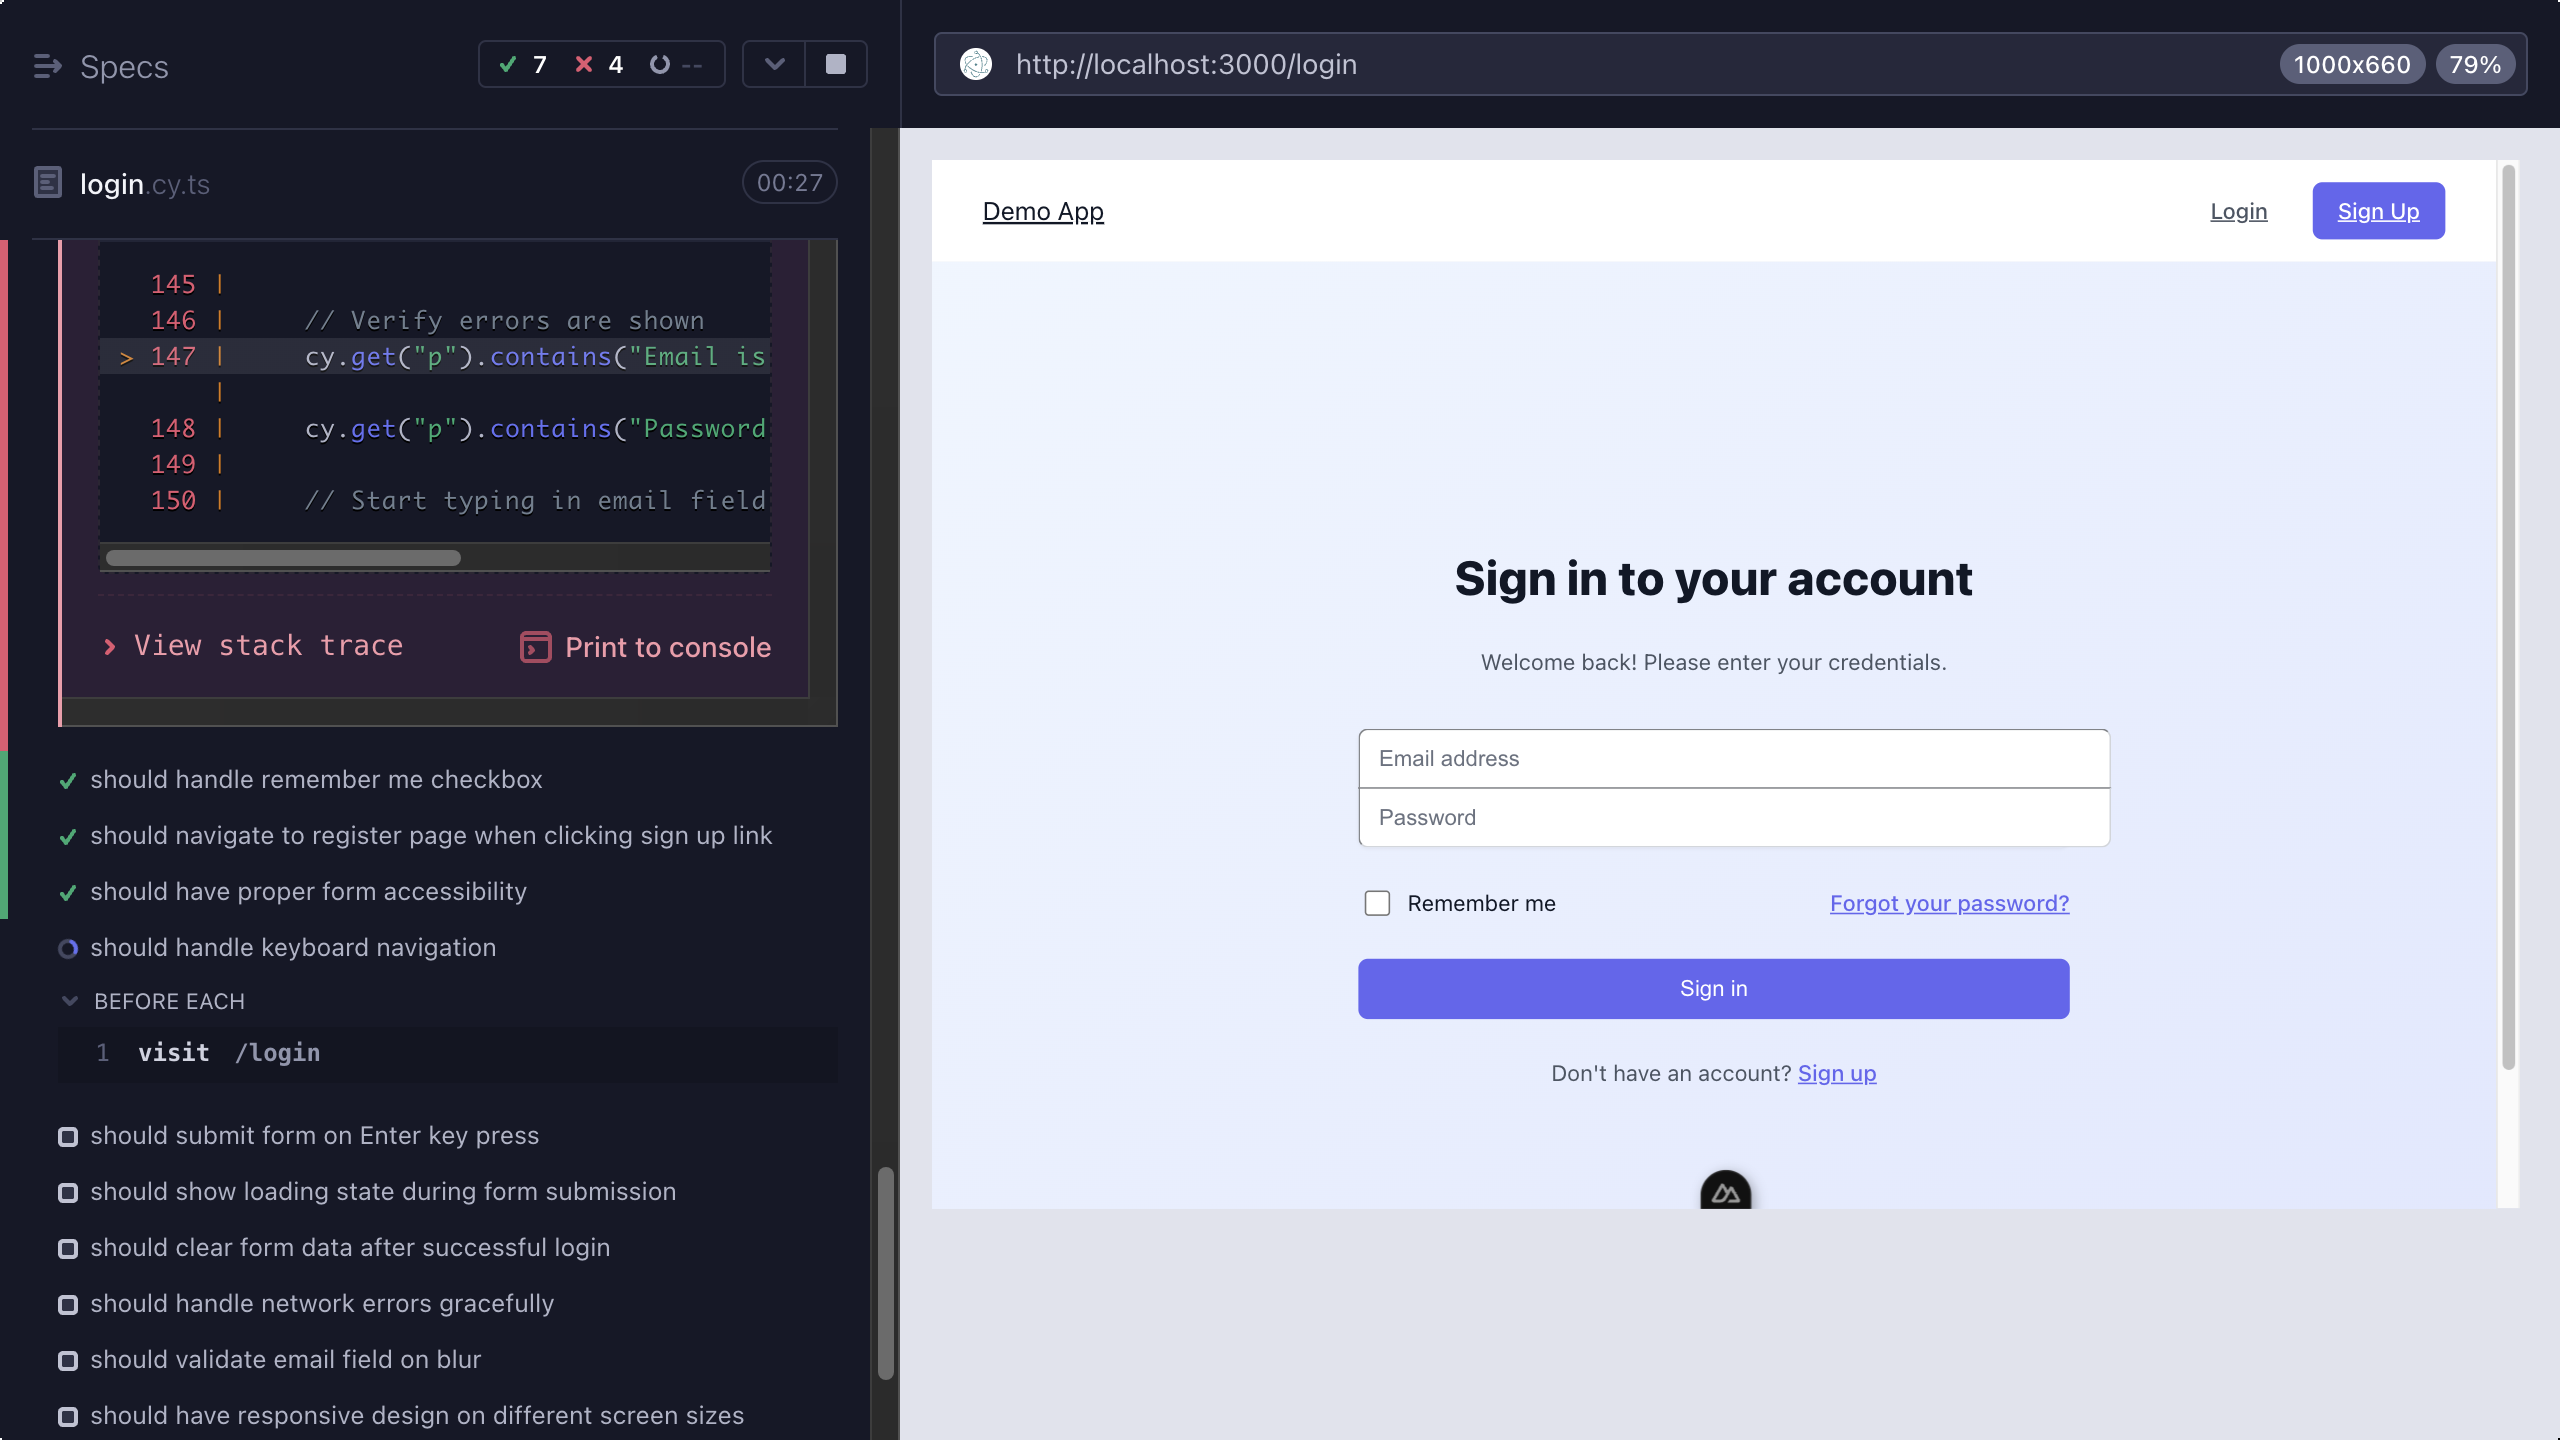 Specs
7 4 --
login.cy.ts
00:27
145 |
146 | // Verify errors are shown
> 147 | cy.get("p").contains("Email is
|
148 | cy.get("p").contains("Password
149 |
150 | // Start typing in email field
View stack trace
Print to console
should handle remember me checkbox
should navigate to register page when clicking sign up link
should have proper form accessibility
should handle keyboard navigation
BEFORE EACH
1 visit /login
should submit form on Enter key press
should show loading state during form submission
should clear form data after successful login
should handle network errors gracefully
should validate email field on blur
should have responsive design on different screen sizes
http://localhost:3000/login
1000x660
79%
Demo App
Login
Sign Up
Sign in to your account
Welcome back! Please enter your credentials.
Email address
Password
Remember me
Forgot your password?
Sign in
Don't have an account? Sign up